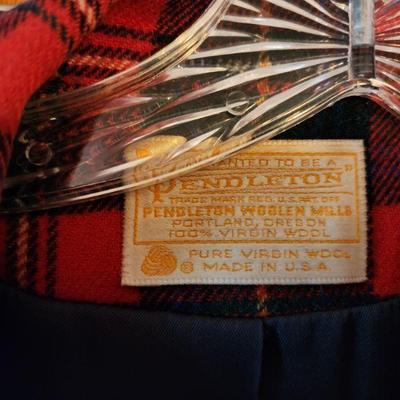 WARRANTED TO BE A
"PENDLETON"
TRADE MARK REG. U.S. PAT. OFF.
PENDLETON WOOLEN MILLS
PORTLAND, OREGON
100% VIRGIN WOOL
PURE VIRGIN WOOL
® MADE IN U.S.A.